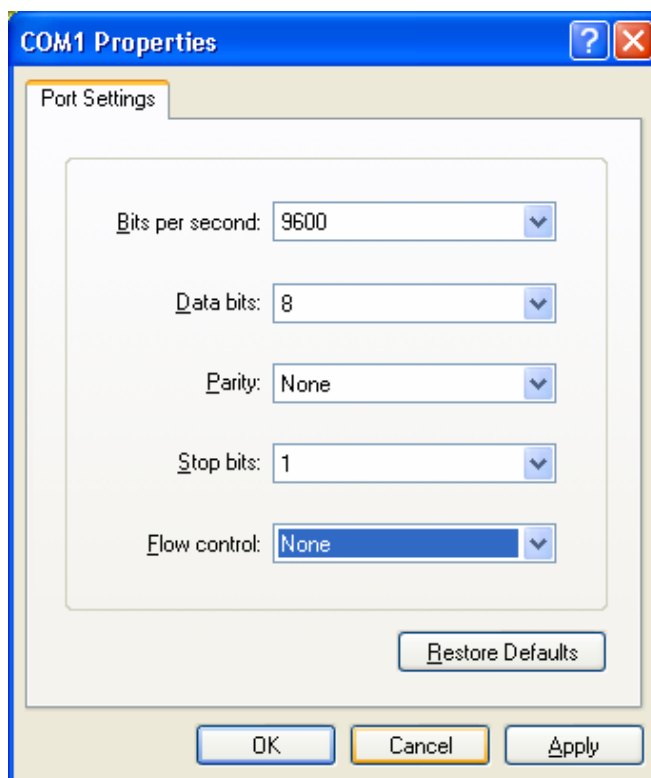 COM1 Properties
Port Settings
Bits per second: 9600
Data bits: 8
Parity: None
Stop bits: 1
Flow control: None
Restore Defaults
OK Cancel Apply